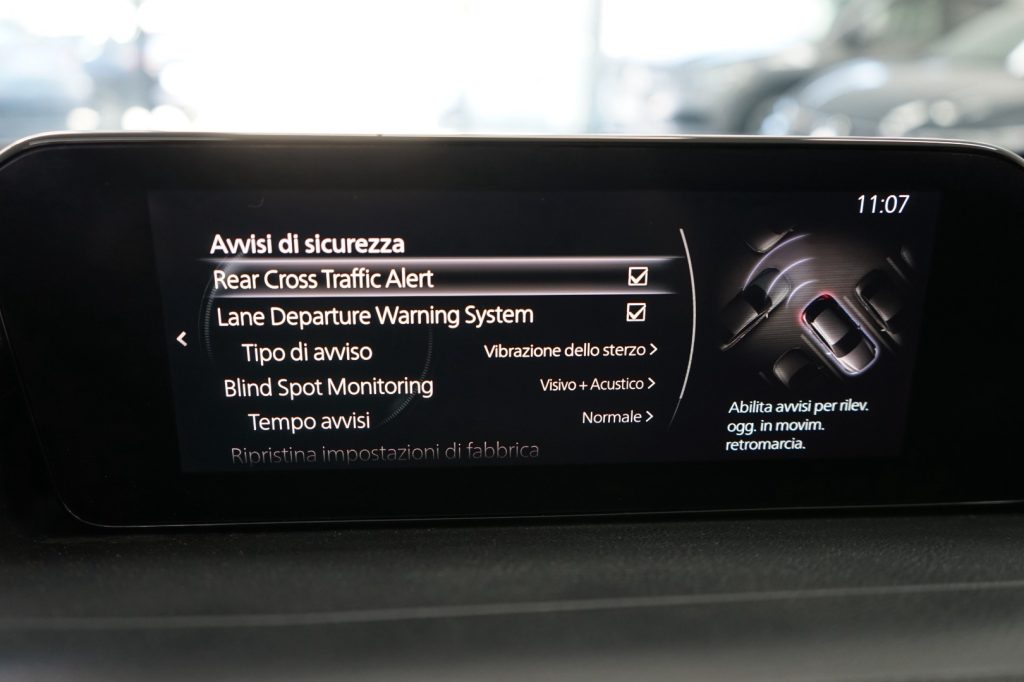 11:07
Avvisi di sicurezza
Rear Cross Traffic Alert
Lane Departure Warning System
Tipo di avviso Vibrazione dello sterzo >
Blind Spot Monitoring Visivo + Acustico >
Tempo avvisi Normale >
Ripristina impostazioni di fabbrica
Abilita avvisi per rilev.
ogg. in movim.
retromarcia.